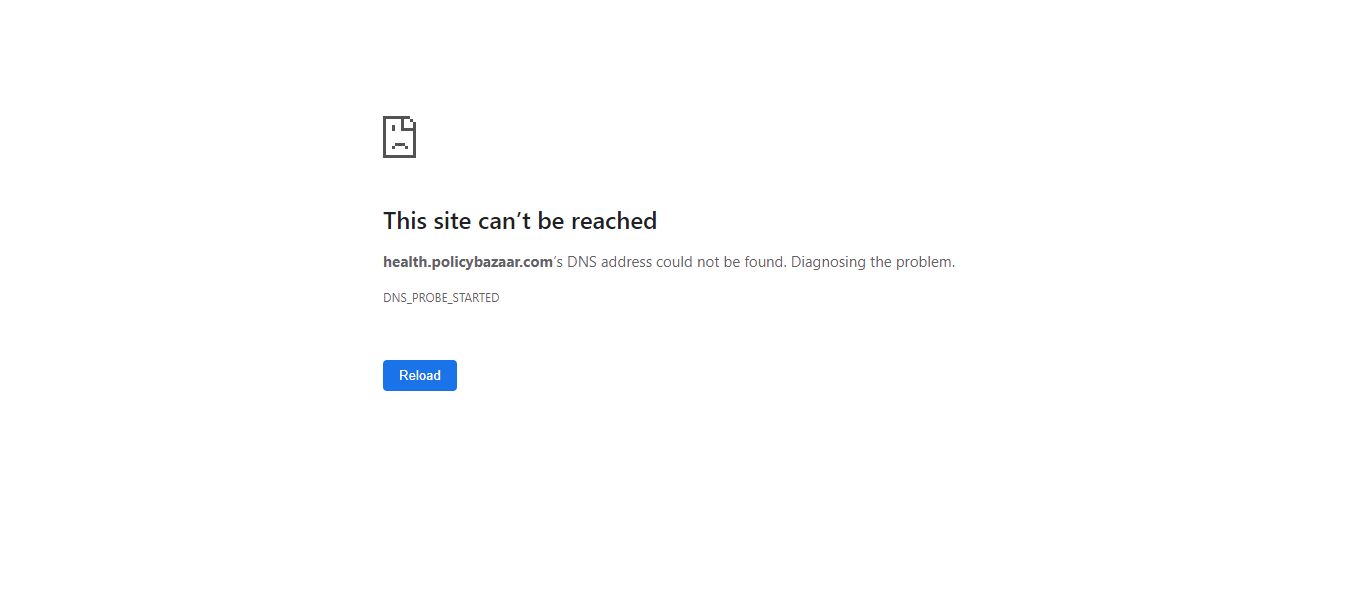 This site can’t be reached
health.policybazaar.com’s DNS address could not be found. Diagnosing the problem.
DNS_PROBE_STARTED
Reload